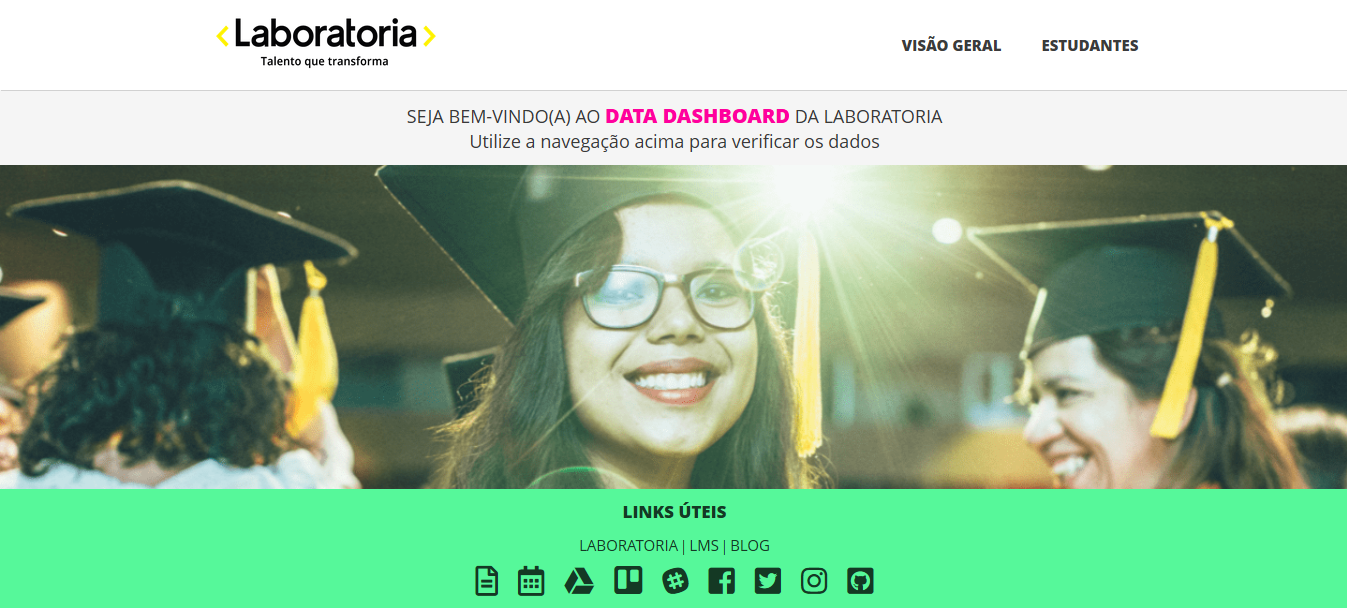 Laboratoria
Talento que transforma
VISÃO GERAL
ESTUDANTES
SEJA BEM-VINDO(A) AO DATA DASHBOARD DA LABORATORIA
Utilize a navegação acima para verificar os dados
LINKS ÚTEIS
LABORATORIA | LMS | BLOG